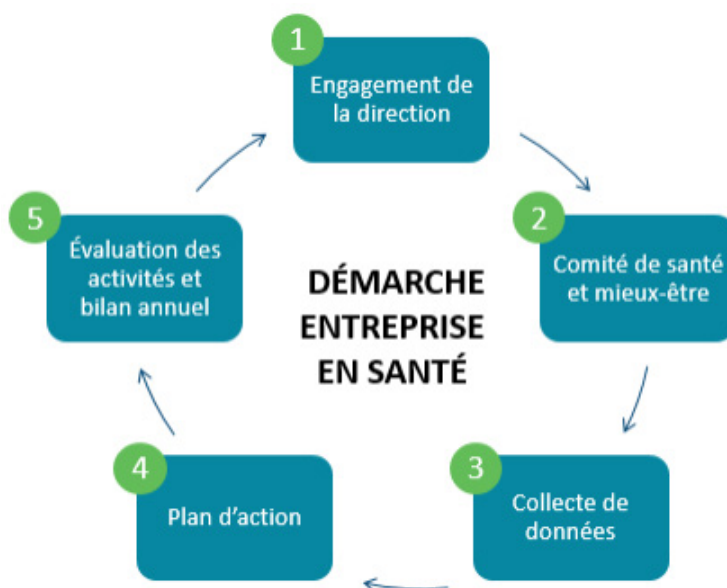 1
Engagement de
la direction
2
Comité de santé
et mieux-être
3
Collecte de
données
4
Plan d'action
5
Évaluation des
activités et
bilan annuel
DÉMARCHE
ENTREPRISE
EN SANTÉ